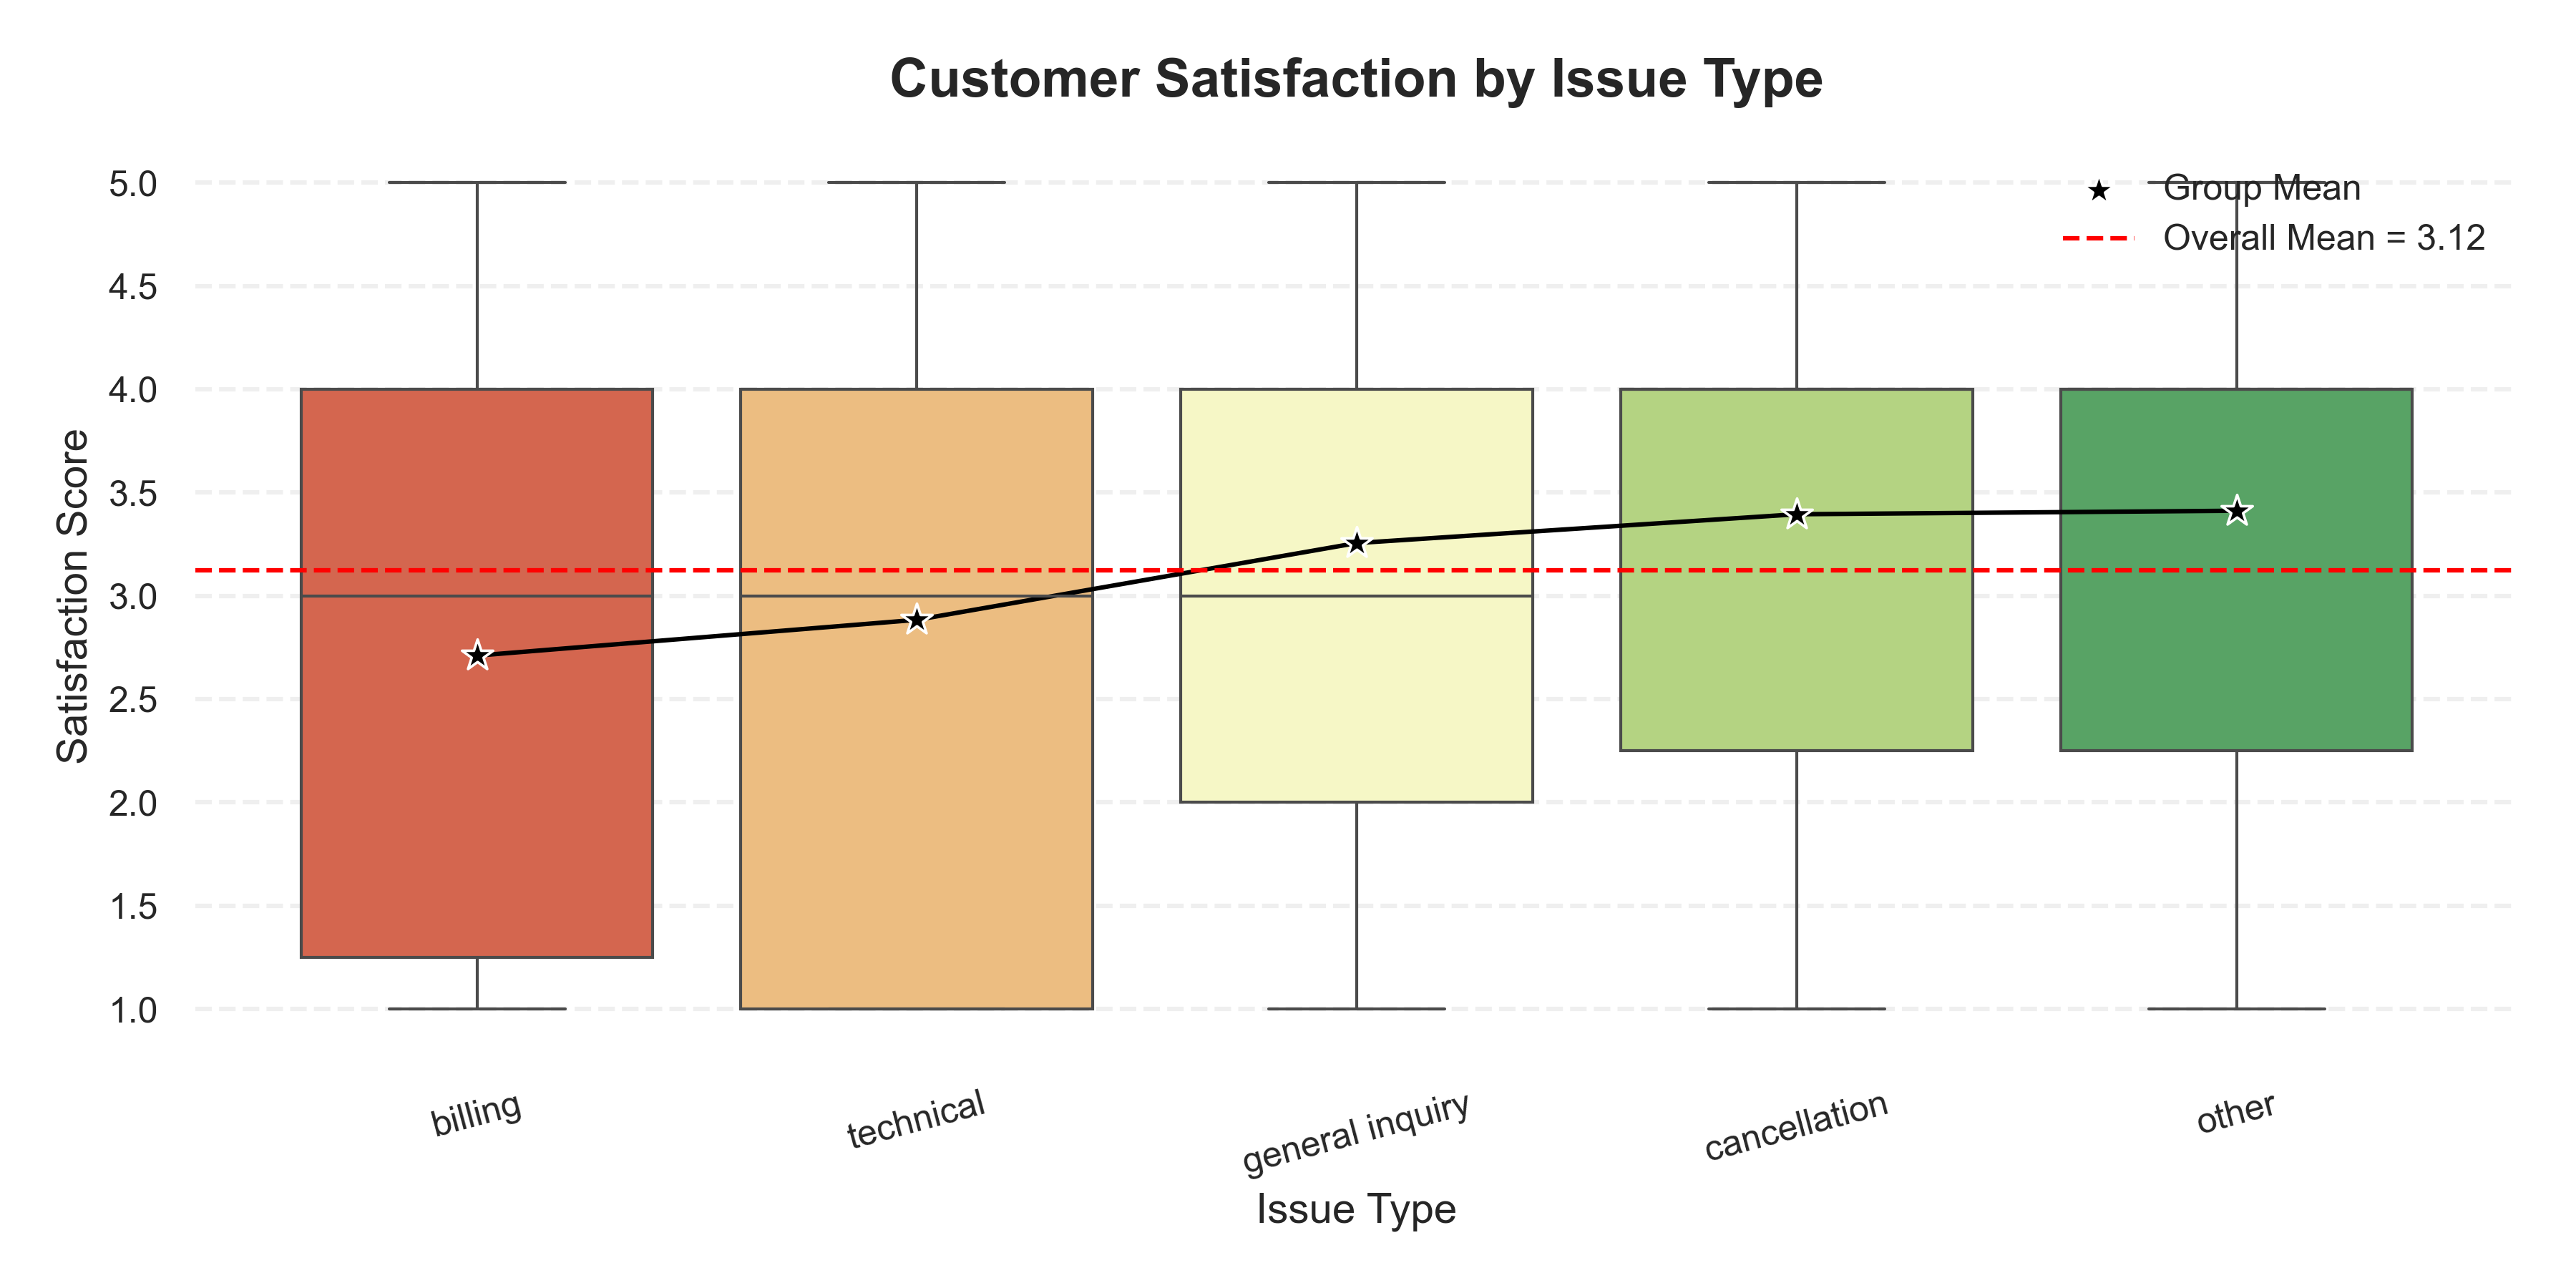 Customer Satisfaction by Issue Type
Group Mean
Overall Mean = 3.12
Satisfaction Score
5.0
4.5
4.0
3.5
3.0
2.5
2.0
1.5
1.0
billing
technical
general inquiry
cancellation
other
Issue Type